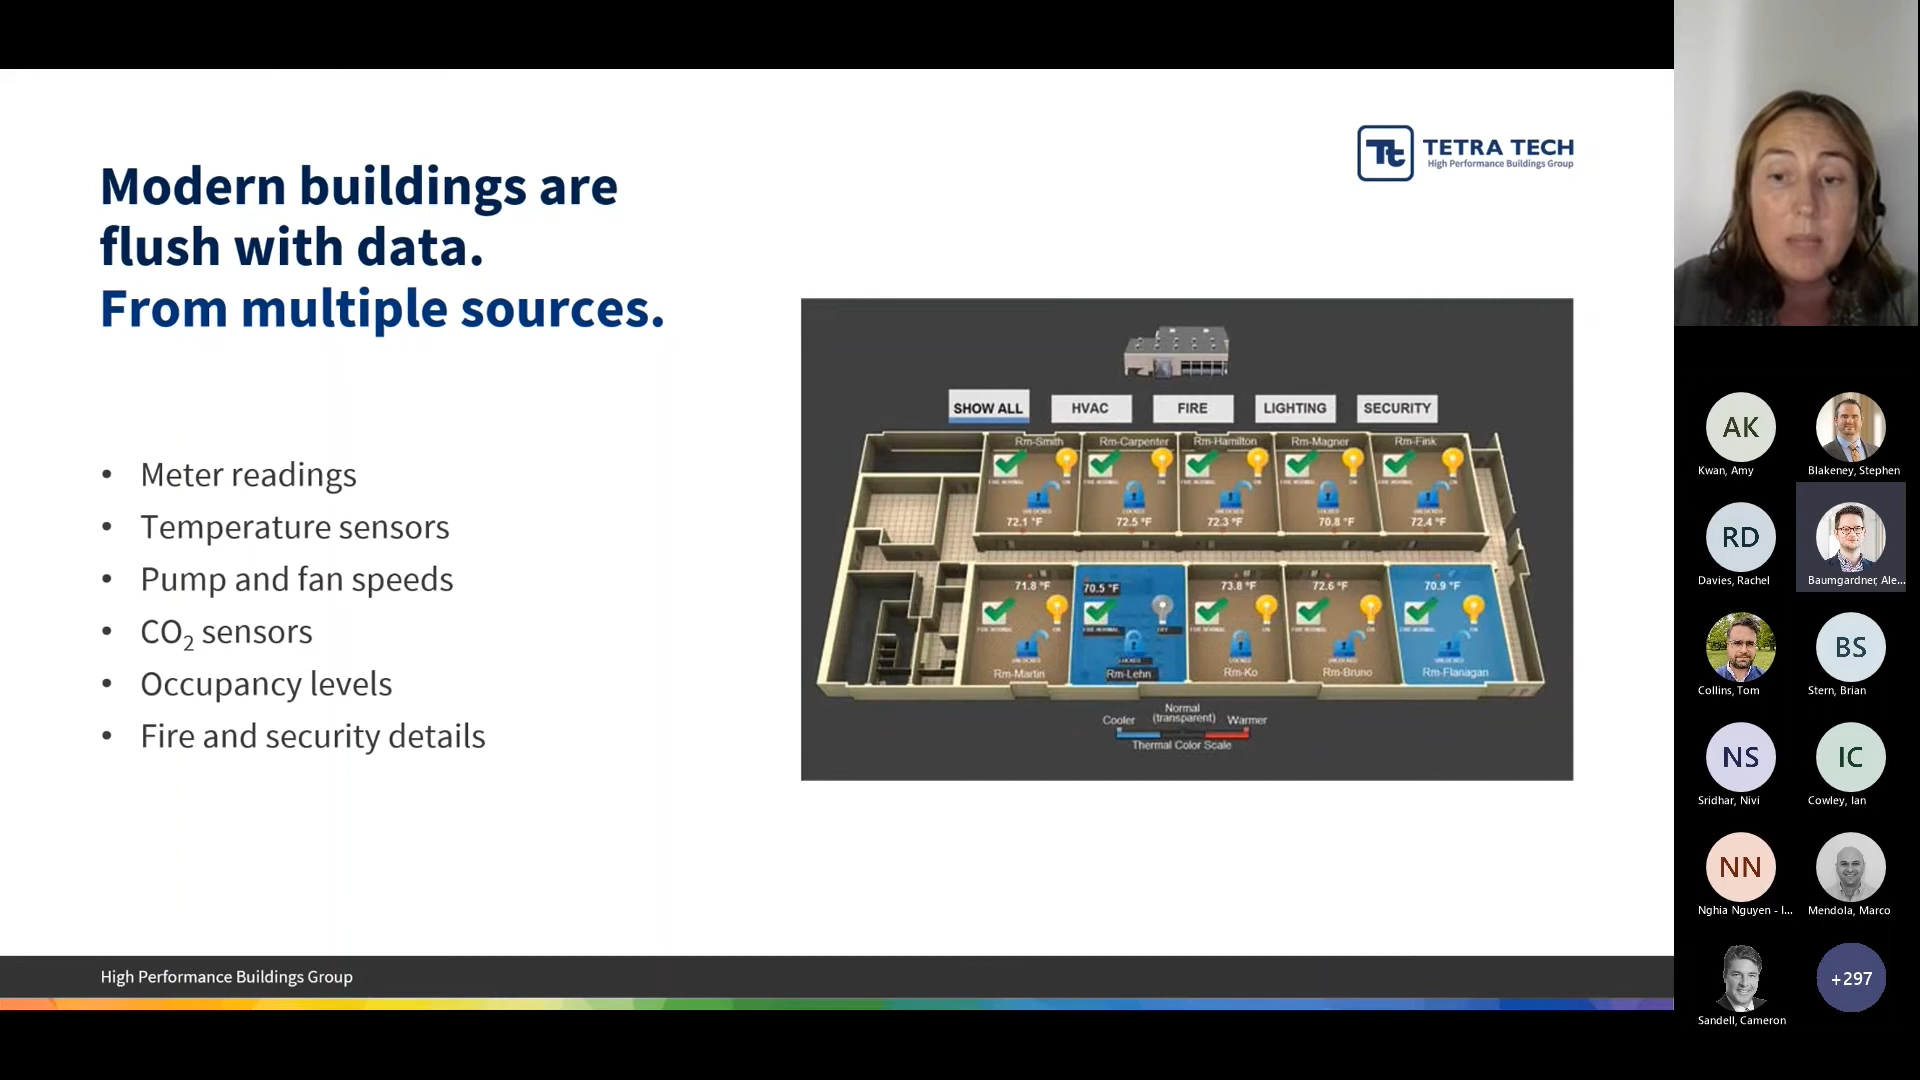 Modern buildings are
flush with data.
From multiple sources.
• Meter readings
• Temperature sensors
• Pump and fan speeds
• CO2 sensors
• Occupancy levels
• Fire and security details
Tt TETRA TECH
High Performance Buildings Group
SHOW ALL HVAC FIRE LIGHTING SECURITY
Rm-Smith Rm-Carpenter Rm-Hamilton Rm-Magner Rm-Fink
72.1 °F 72.5 °F 72.3 °F 70.8 °F 72.4 °F
71.8 °F 70.5 °F 73.8 °F 72.6 °F 70.9 °F
Rm-Martin Rm-Lehn Rm-Ko Rm-Bruno Rm-Flanagan
Normal
Cooler (transparent) Warmer
Thermal Color Scale
High Performance Buildings Group
AK
Kwan, Amy
Blakeney, Stephen
RD
Davies, Rachel
Baumgardner, Ale...
Collins, Tom
BS
Stern, Brian
NS
Sridhar, Nivi
IC
Cowley, Ian
NN
Nghia Nguyen - I...
Mendola, Marco
Sandell, Cameron
+297